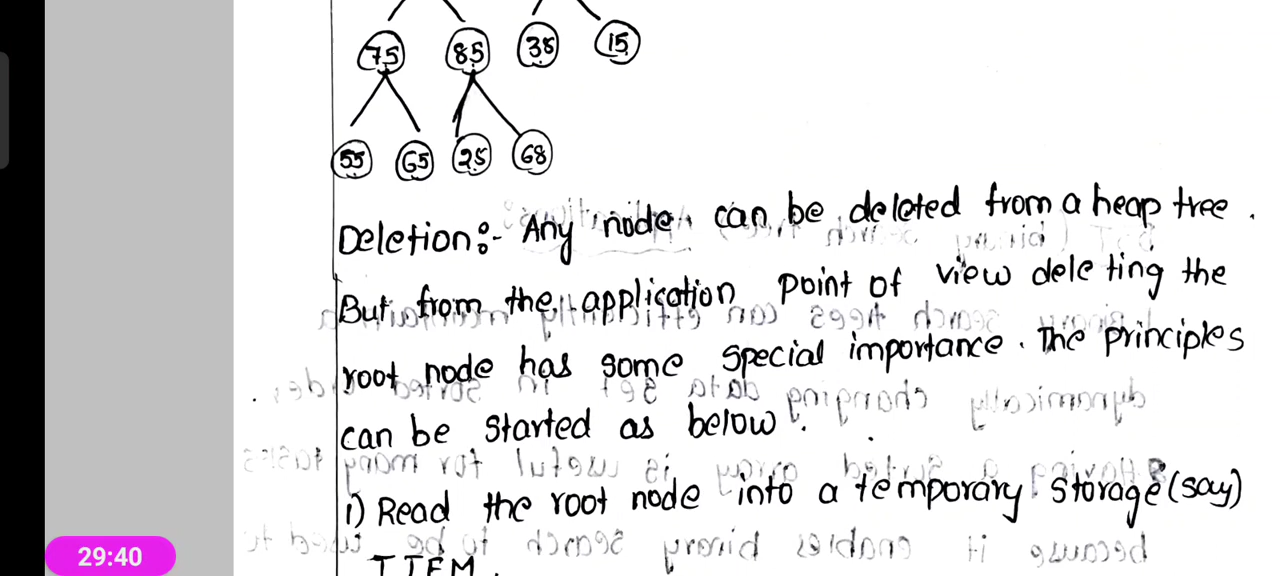 75 85 38 15
55 65 25 68
Deletion:- Any node can be deleted from a heap tree.
But from the application point of view deleting the
root node has some special importance. The principles
can be started as below.
i) Read the root node into a temporary storage (say)
ITEM.
29:40